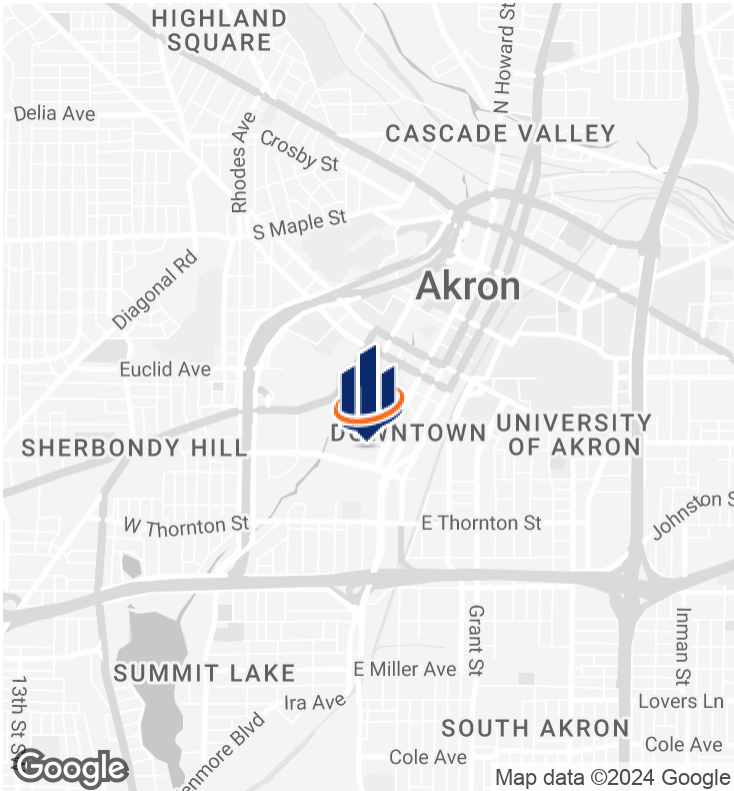 HIGHLAND
SQUARE
N Howard St
Delia Ave
Rhodes Ave
Crosby St
CASCADE VALLEY
S Maple St
Diagonal Rd
Akron
Euclid Ave
DOWNTOWN
UNIVERSITY
OF AKRON
SHERBONDY HILL
W Thornton St
E Thornton St
Johnston S
Grant St
Inman St
SUMMIT LAKE
E Miller Ave
13th St SW
Ira Ave
Lovers Ln
SOUTH AKRON
enmore Blvd
Cole Ave
Cole Ave
Google
Map data ©2024 Google